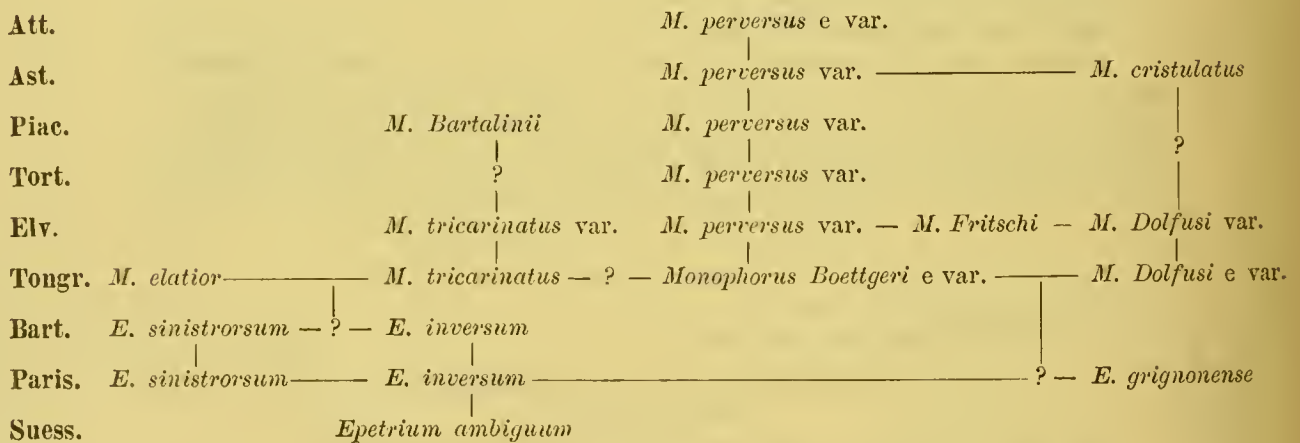 Att. M. perversus e var.
Ast. M. perversus var. M. cristulatus
Piac. M. Bartalinii M. perversus var.
?
Tort. ? M. perversus var.
Elv. M. tricarinatus var. M. perversus var. — M. Fritschi — M. Dolfusi var.
Tongr. M. elatior — M. tricarinatus — ? — Monophorus Boettgeri e var. — M. Dolfusi e var.
Bart. E. sinistrorsum — ? — E. inversum
Paris. E. sinistrorsum — E. inversum — ? — E. grignonense
Suess. Epetrium ambiguum